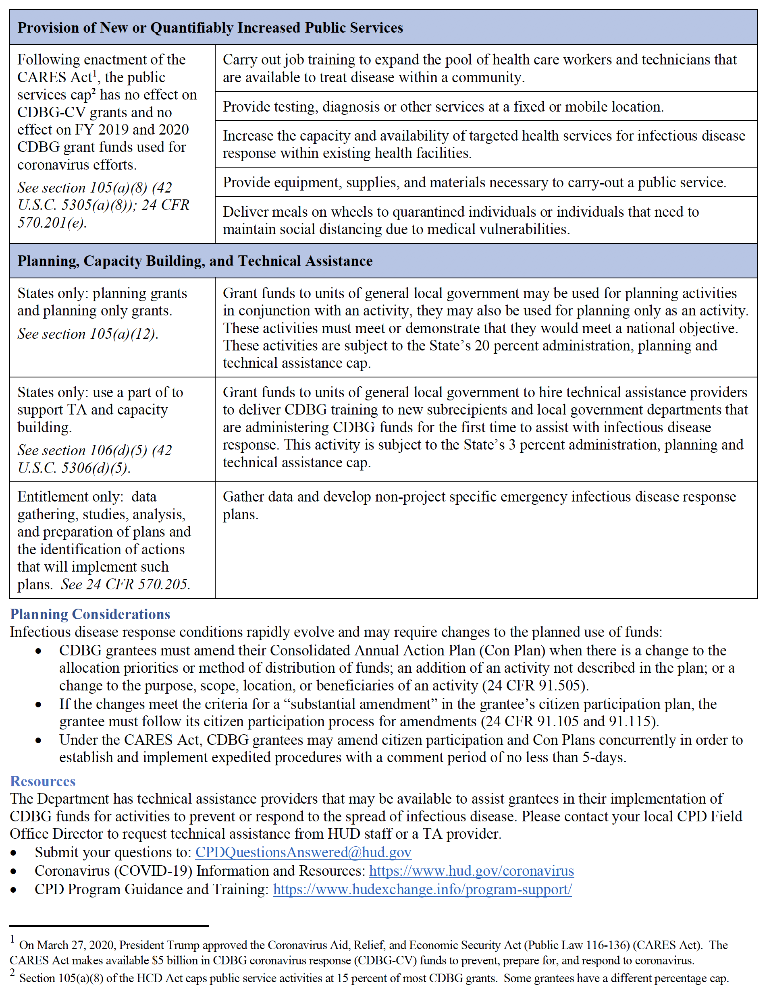 Provision of New or Quantifiably Increased Public Services
Following enactment of the
CARES Act1, the public
services cap2 has no effect on
CDBG-CV grants and no
effect on FY 2019 and 2020
CDBG grant funds used for
coronavirus efforts.
See section 105(a)(8) (42
U.S.C. 5305(a)(8)); 24 CFR
570.201(e).
Carry out job training to expand the pool of health care workers and technicians that
are available to treat disease within a community.
Provide testing, diagnosis or other services at a fixed or mobile location.
Increase the capacity and availability of targeted health services for infectious disease
response within existing health facilities.
Provide equipment, supplies, and materials necessary to carry-out a public service.
Deliver meals on wheels to quarantined individuals or individuals that need to
maintain social distancing due to medical vulnerabilities.
Planning, Capacity Building, and Technical Assistance
States only: planning grants
and planning only grants.
See section 105(a)(12).
Grant funds to units of general local government may be used for planning activities
in conjunction with an activity, they may also be used for planning only as an activity.
These activities must meet or demonstrate that they would meet a national objective.
These activities are subject to the State’s 20 percent administration, planning and
technical assistance cap.
States only: use a part of to
support TA and capacity
building.
See section 106(d)(5) (42
U.S.C. 5306(d)(5).
Grant funds to units of general local government to hire technical assistance providers
to deliver CDBG training to new subrecipients and local government departments that
are administering CDBG funds for the first time to assist with infectious disease
response. This activity is subject to the State’s 3 percent administration, planning and
technical assistance cap.
Entitlement only:  data
gathering, studies, analysis,
and preparation of plans and
the identification of actions
that will implement such
plans.  See 24 CFR 570.205.
Gather data and develop non-project specific emergency infectious disease response
plans.
Planning Considerations
Infectious disease response conditions rapidly evolve and may require changes to the planned use of funds:
• CDBG grantees must amend their Consolidated Annual Action Plan (Con Plan) when there is a change to the
allocation priorities or method of distribution of funds; an addition of an activity not described in the plan; or a
change to the purpose, scope, location, or beneficiaries of an activity (24 CFR 91.505).
• If the changes meet the criteria for a “substantial amendment” in the grantee’s citizen participation plan, the
grantee must follow its citizen participation process for amendments (24 CFR 91.105 and 91.115).
• Under the CARES Act, CDBG grantees may amend citizen participation and Con Plans concurrently in order to
establish and implement expedited procedures with a comment period of no less than 5-days.
Resources
The Department has technical assistance providers that may be available to assist grantees in their implementation of
CDBG funds for activities to prevent or respond to the spread of infectious disease. Please contact your local CPD Field
Office Director to request technical assistance from HUD staff or a TA provider.
• Submit your questions to: CPDQuestionsAnswered@hud.gov
• Coronavirus (COVID-19) Information and Resources: https://www.hud.gov/coronavirus
• CPD Program Guidance and Training: https://www.hudexchange.info/program-support/
1 On March 27, 2020, President Trump approved the Coronavirus Aid, Relief, and Economic Security Act (Public Law 116-136) (CARES Act).  The
CARES Act makes available $5 billion in CDBG coronavirus response (CDBG-CV) funds to prevent, prepare for, and respond to coronavirus.
2 Section 105(a)(8) of the HCD Act caps public service activities at 15 percent of most CDBG grants.  Some grantees have a different percentage cap.